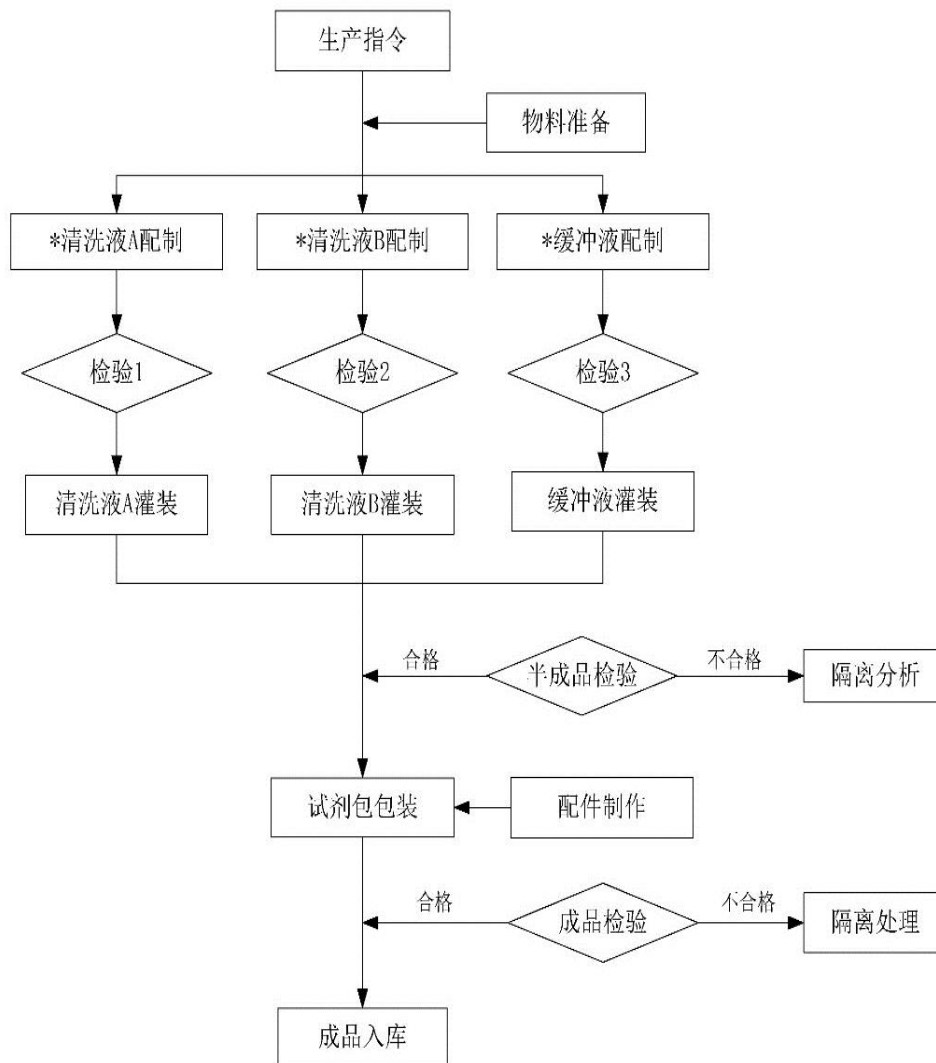 生产指令
物料准备
*清洗液A配制
*清洗液B配制
*缓冲液配制
检验1
检验2
检验3
清洗液A灌装
清洗液B灌装
缓冲液灌装
合格
半成品检验
不合格
隔离分析
试剂包包装
配件制作
合格
成品检验
不合格
隔离处理
成品入库